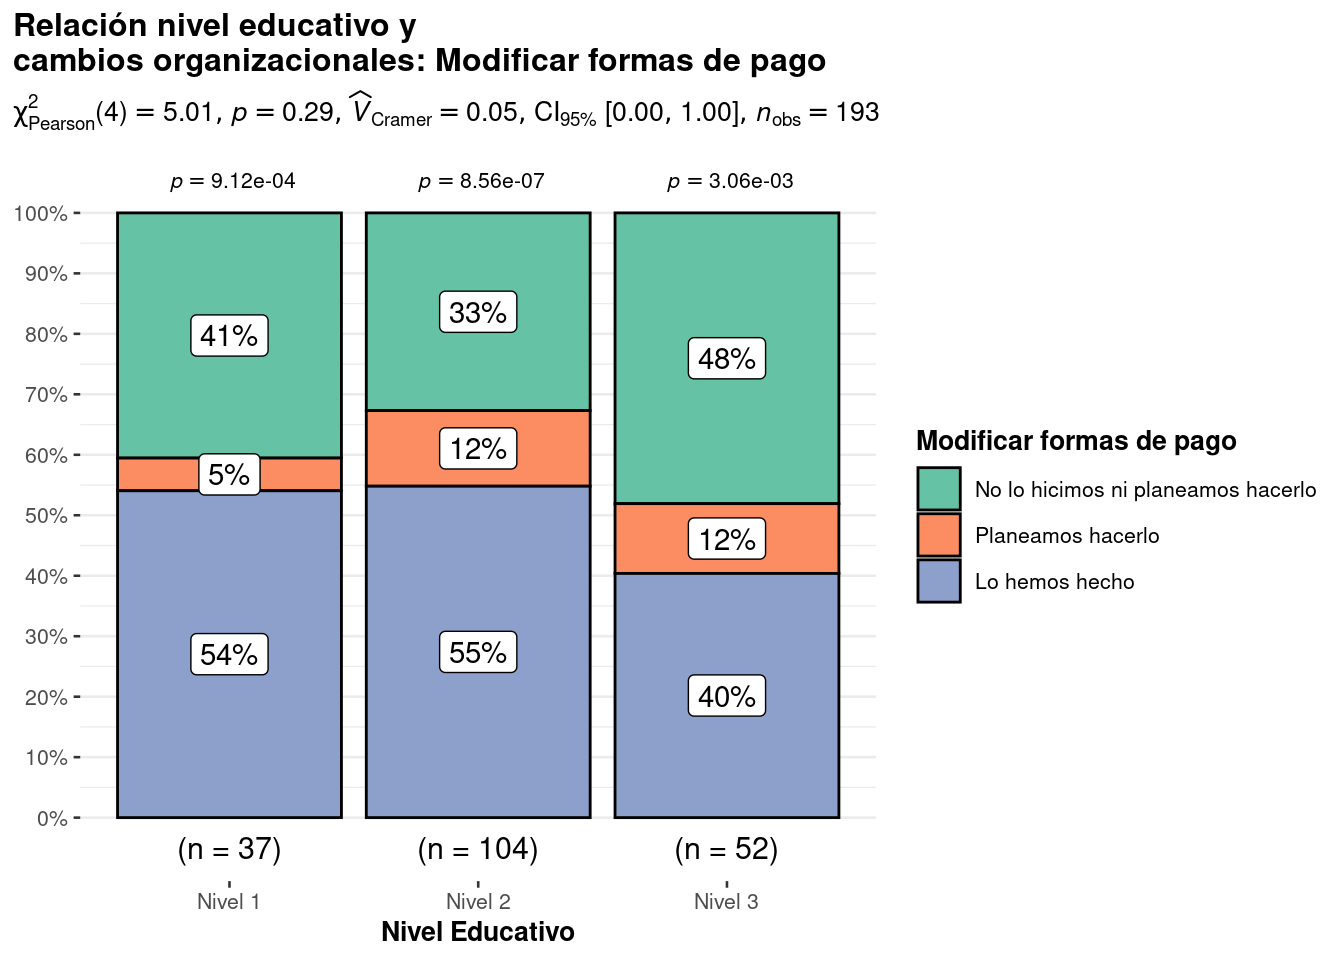 Relación nivel educativo y
cambios organizacionales: Modificar formas de pago
χ²Pearson(4) = 5.01, p = 0.29, V̂Cramer = 0.05, CI95% [0.00, 1.00], nobs = 193
p = 9.12e-04 p = 8.56e-07 p = 3.06e-03
100%
90%
80%
70%
60%
50%
40%
30%
20%
10%
0%
41% 33% 48%
5% 12% 12%
54% 55% 40%
(n = 37) (n = 104) (n = 52)
Nivel 1 Nivel 2 Nivel 3
Nivel Educativo
Modificar formas de pago
No lo hicimos ni planeamos hacerlo
Planeamos hacerlo
Lo hemos hecho